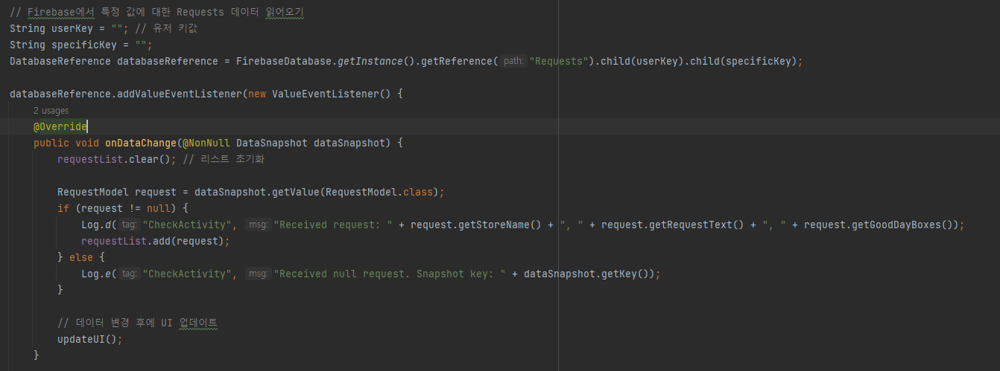 // Firebase에서 특정 값에 대한 Requests 데이터 읽어오기
String userKey = ""; // 유저 키값
String specificKey = "";
DatabaseReference databaseReference = FirebaseDatabase.getInstance().getReference( path: "Requests").child(userKey).child(specificKey);
databaseReference.addValueEventListener(new ValueEventListener() {
2 usages
@Override
public void onDataChange(@NonNull DataSnapshot dataSnapshot) {
requestList.clear(); // 리스트 초기화
RequestModel request = dataSnapshot.getValue(RequestModel.class);
if (request != null) {
Log.d( tag: "CheckActivity", msg: "Received request: " + request.getStoreName() + ", " + request.getRequestText() + ", " + request.getGoodDayBoxes());
requestList.add(request);
} else {
Log.e( tag: "CheckActivity", msg: "Received null request. Snapshot key: " + dataSnapshot.getKey());
}
// 데이터 변경 후에 UI 업데이트
updateUI();
}